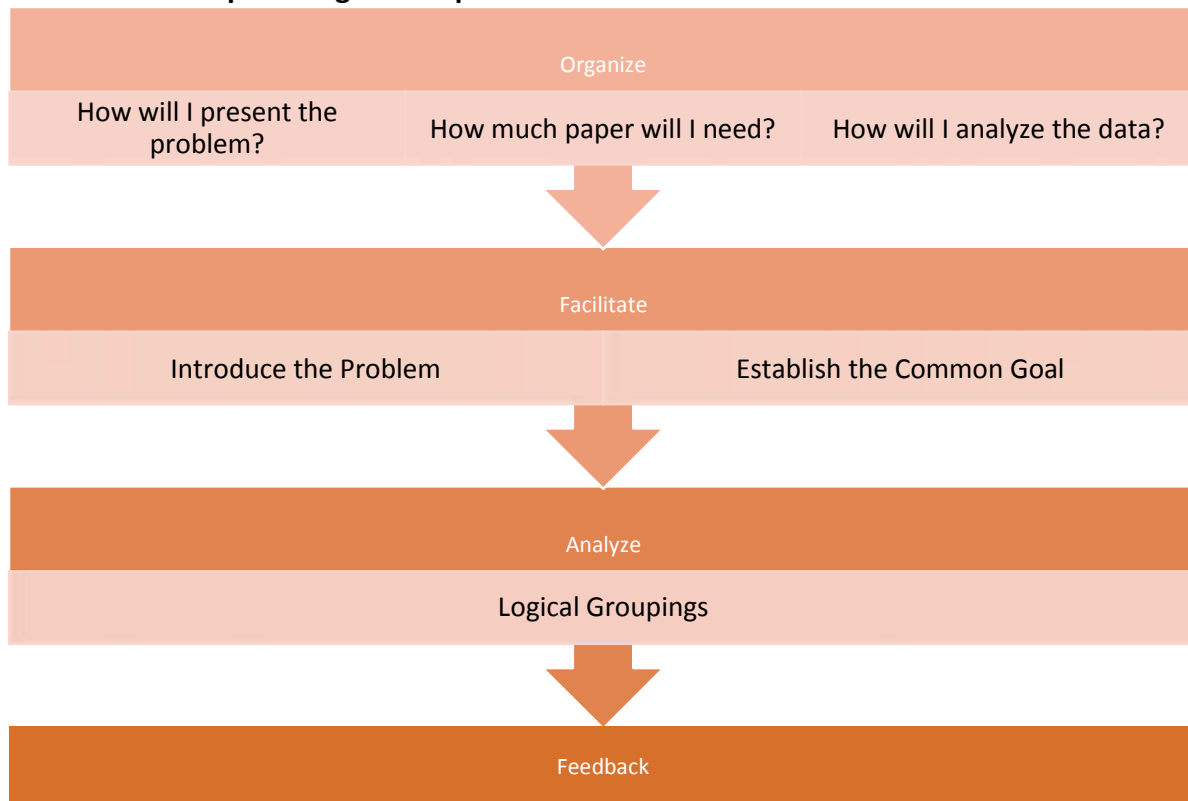 Organize
How will I present the
problem?
How much paper will I need?
How will I analyze the data?
Facilitate
Introduce the Problem
Establish the Common Goal
Analyze
Logical Groupings
Feedback